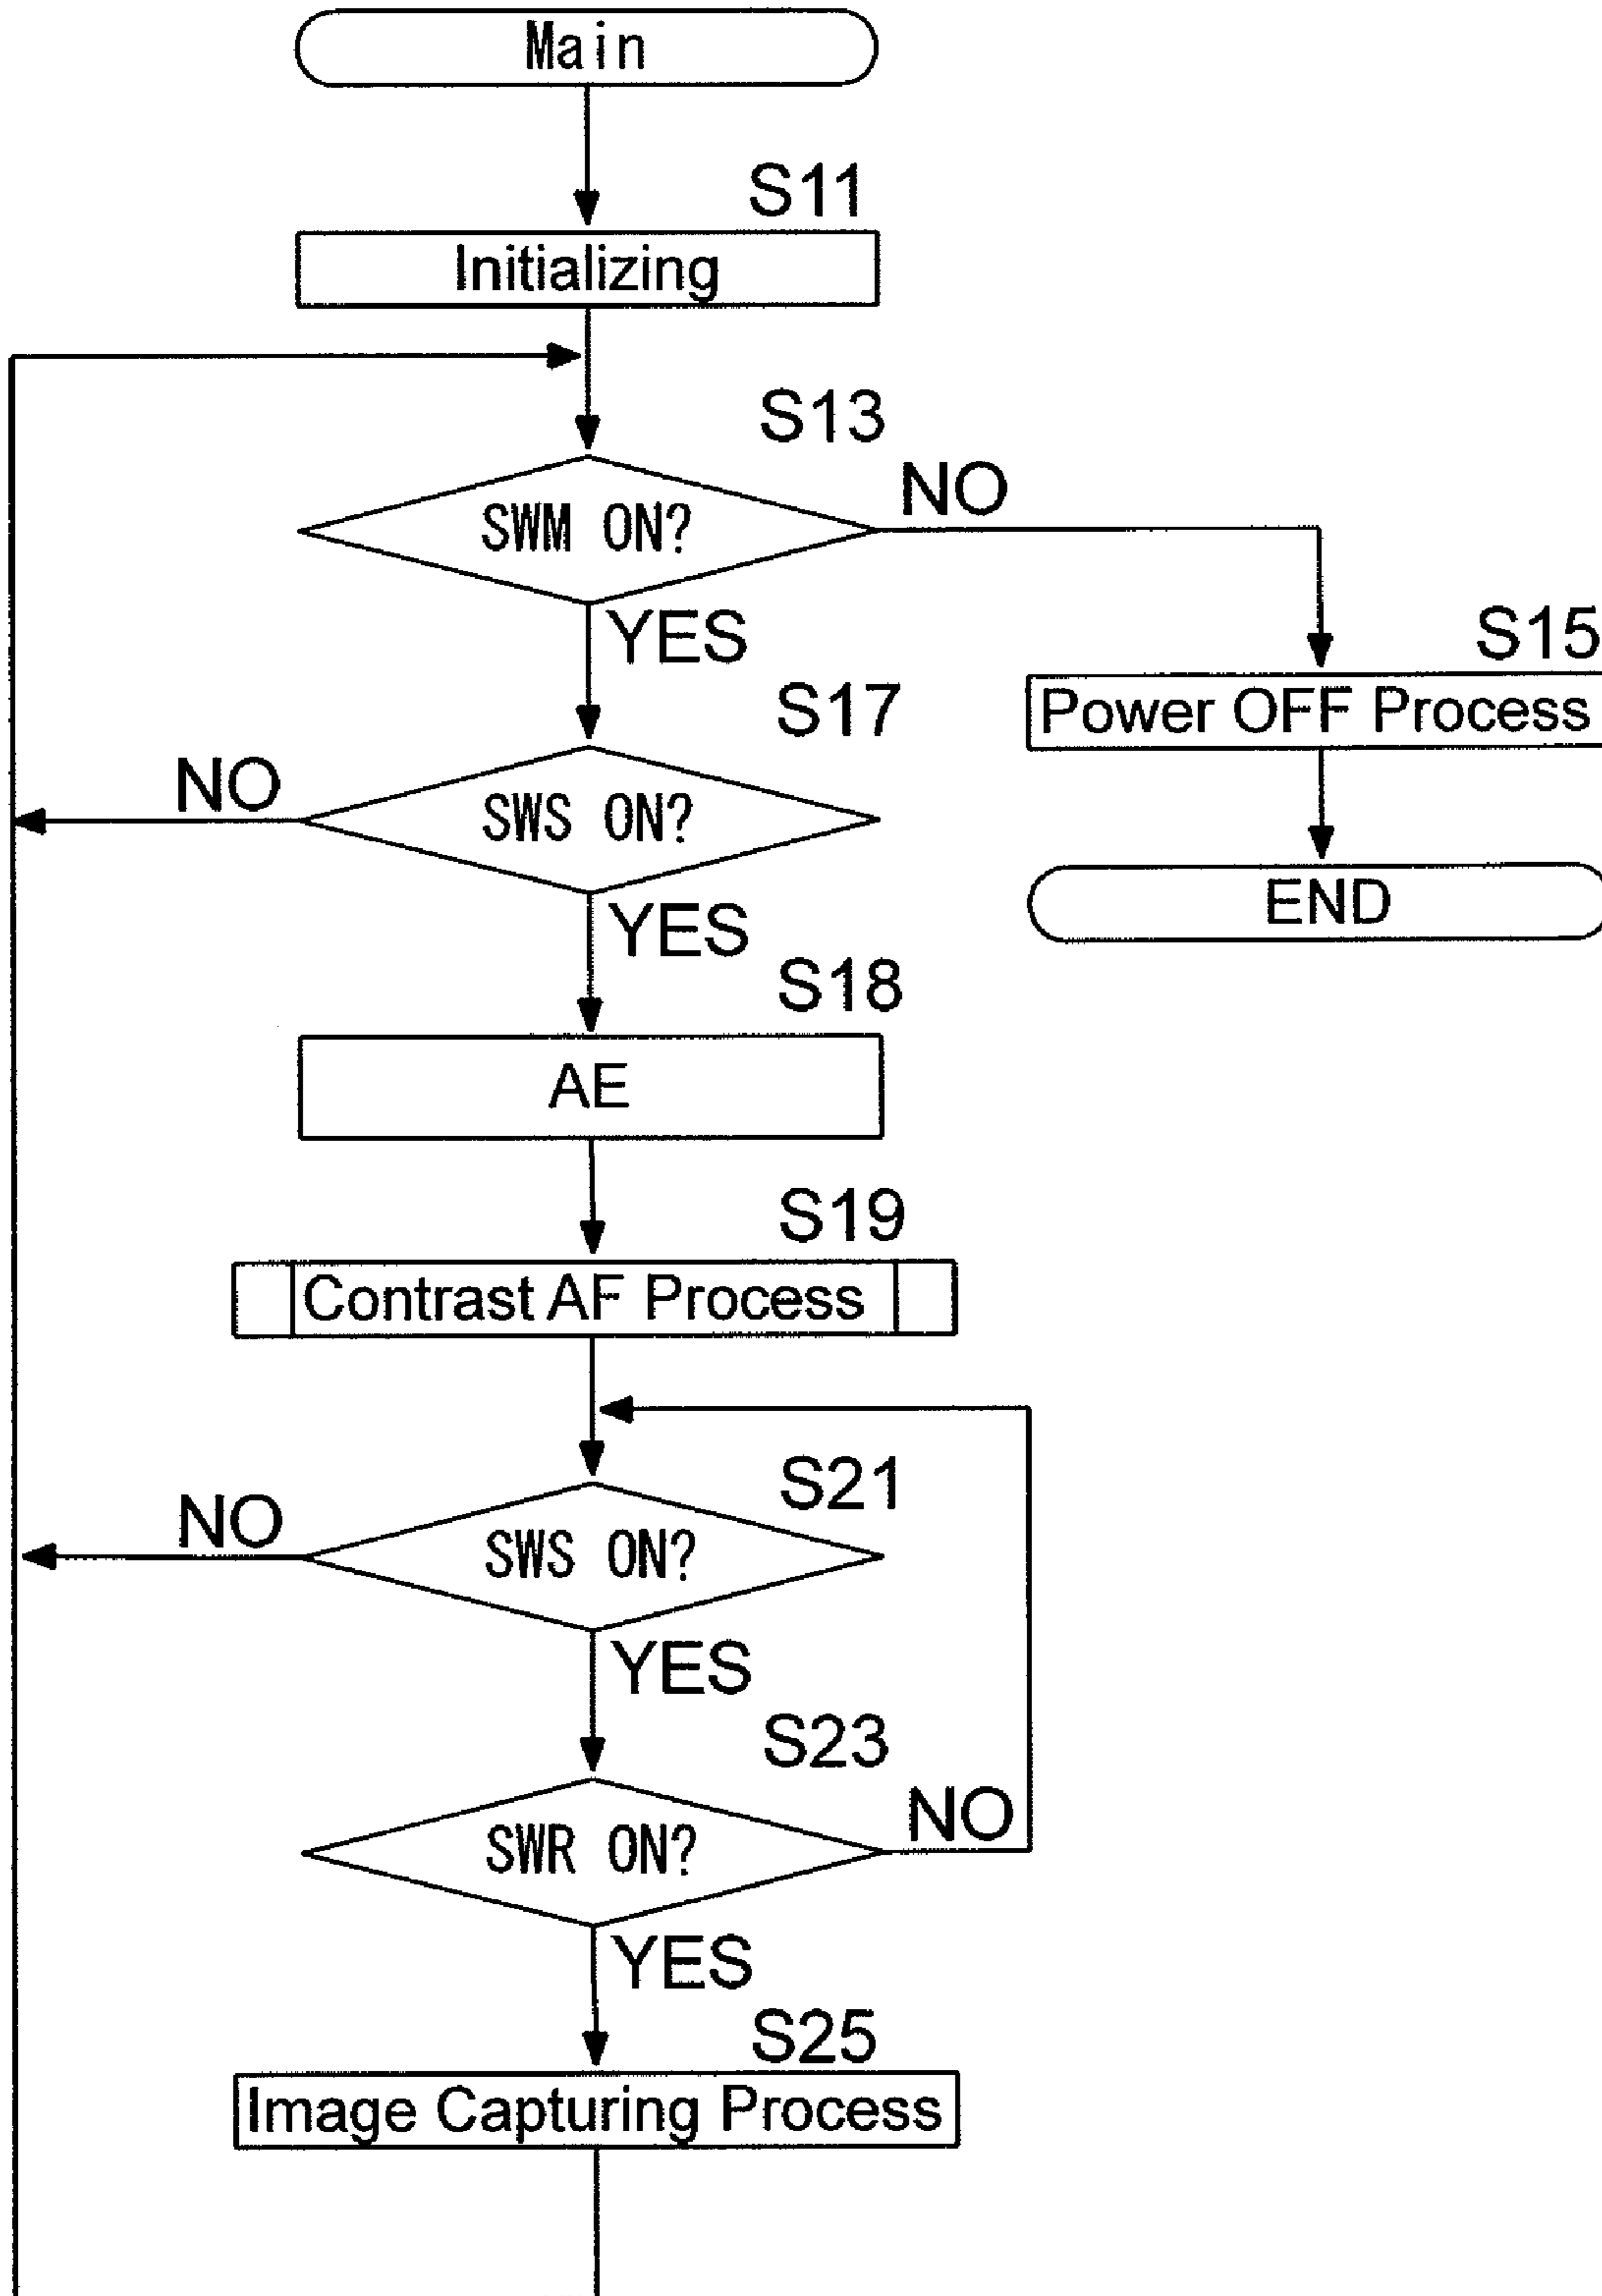 Main
S11
Initializing
S13
SWM ON?
NO
YES
S15
Power OFF Process
END
S17
SWS ON?
NO
YES
S18
AE
S19
Contrast AF Process
S21
SWS ON?
NO
YES
S23
SWR ON?
NO
YES
S25
Image Capturing Process